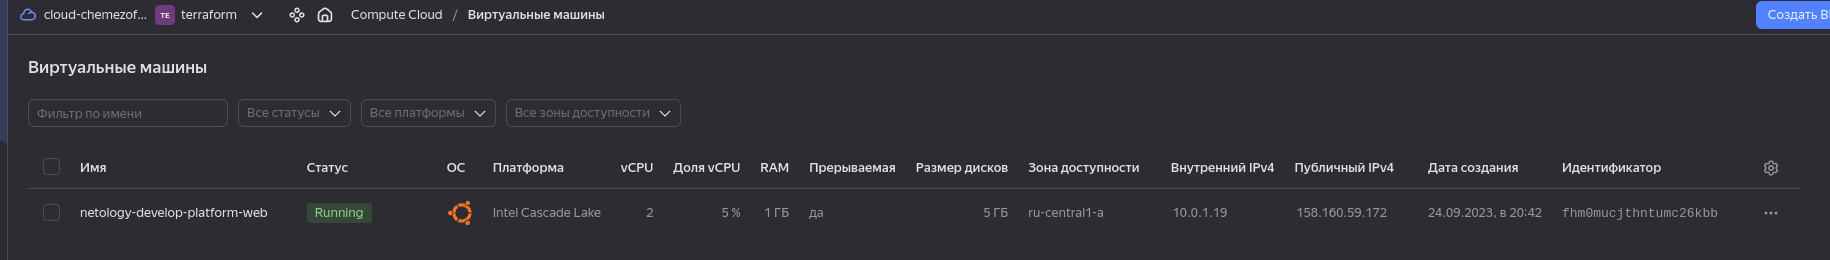 cloud-chemezof... TE terraform Compute Cloud / Виртуальные машины Создать В
Виртуальные машины
Фильтр по имени Все статусы Все платформы Все зоны доступности
Имя Статус ОС Платформа vCPU Доля vCPU RAM Прерываемая Размер дисков Зона доступности Внутренний IPv4 Публичный IPv4 Дата создания Идентификатор
netology-develop-platform-web Running Intel Cascade Lake 2 5 % 1 ГБ да 5 ГБ ru-central1-a 10.0.1.19 158.160.59.172 24.09.2023, в 20:42 fhm0mucjthntumc26kbb